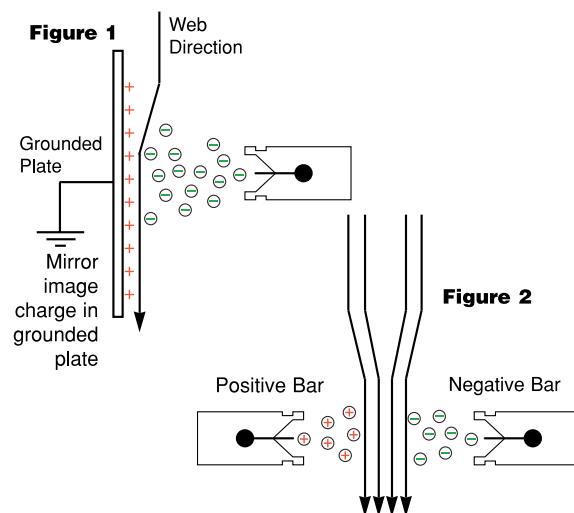 Figure 1
Web
Direction
Grounded
Plate
Mirror
image
charge in
grounded
plate
Figure 2
Positive Bar
Negative Bar